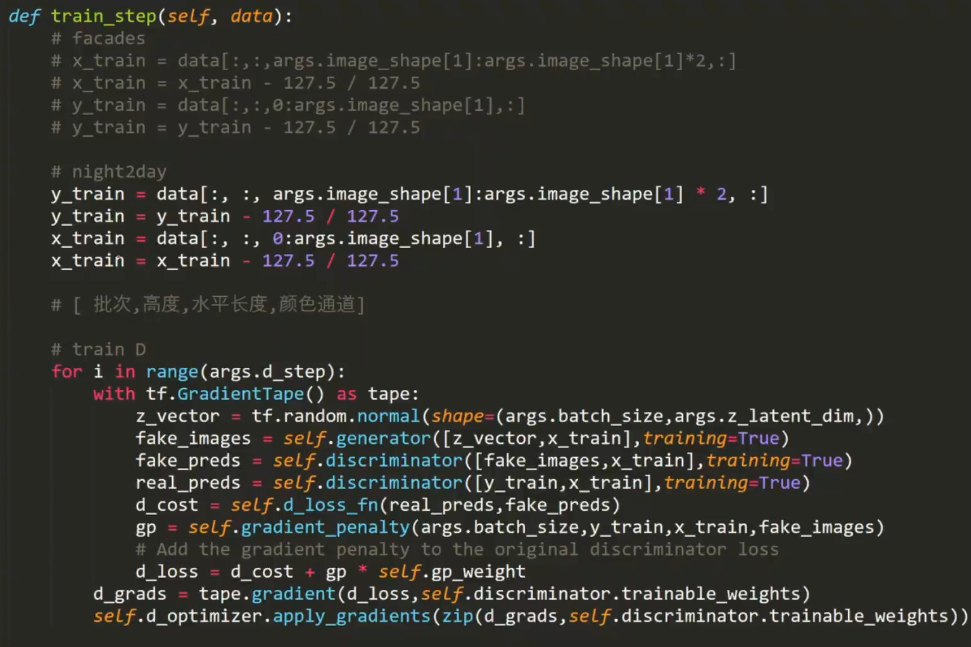 def train_step(self, data):
    # facades
    # x_train = data[:,:,args.image_shape[1]:args.image_shape[1]*2,:]
    # x_train = x_train - 127.5 / 127.5
    # y_train = data[:,:,0:args.image_shape[1],:]
    # y_train = y_train - 127.5 / 127.5
    # night2day
    y_train = data[:, :, args.image_shape[1]:args.image_shape[1] * 2, :]
    y_train = y_train - 127.5 / 127.5
    x_train = data[:, :, 0:args.image_shape[1], :]
    x_train = x_train - 127.5 / 127.5
    # [ 批次,高度,水平长度,颜色通道]
    # train D
    for i in range(args.d_step):
        with tf.GradientTape() as tape:
            z_vector = tf.random.normal(shape=(args.batch_size,args.z_latent_dim,))
            fake_images = self.generator([z_vector,x_train],training=True)
            fake_preds = self.discriminator([fake_images,x_train],training=True)
            real_preds = self.discriminator([y_train,x_train],training=True)
            d_cost = self.d_loss_fn(real_preds,fake_preds)
            gp = self.gradient_penalty(args.batch_size,y_train,x_train,fake_images)
            # Add the gradient penalty to the original discriminator loss
            d_loss = d_cost + gp * self.gp_weight
        d_grads = tape.gradient(d_loss,self.discriminator.trainable_weights)
        self.d_optimizer.apply_gradients(zip(d_grads,self.discriminator.trainable_weights))